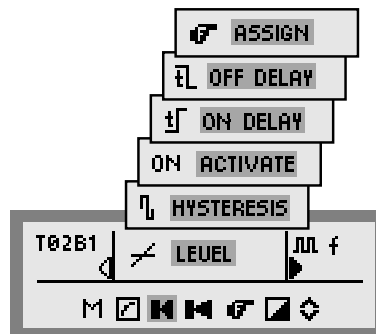 ASSIGN
OFF DELAY
ON DELAY
ON ACTIVATE
HYSTERESIS
T02B1 LEVEL f
M